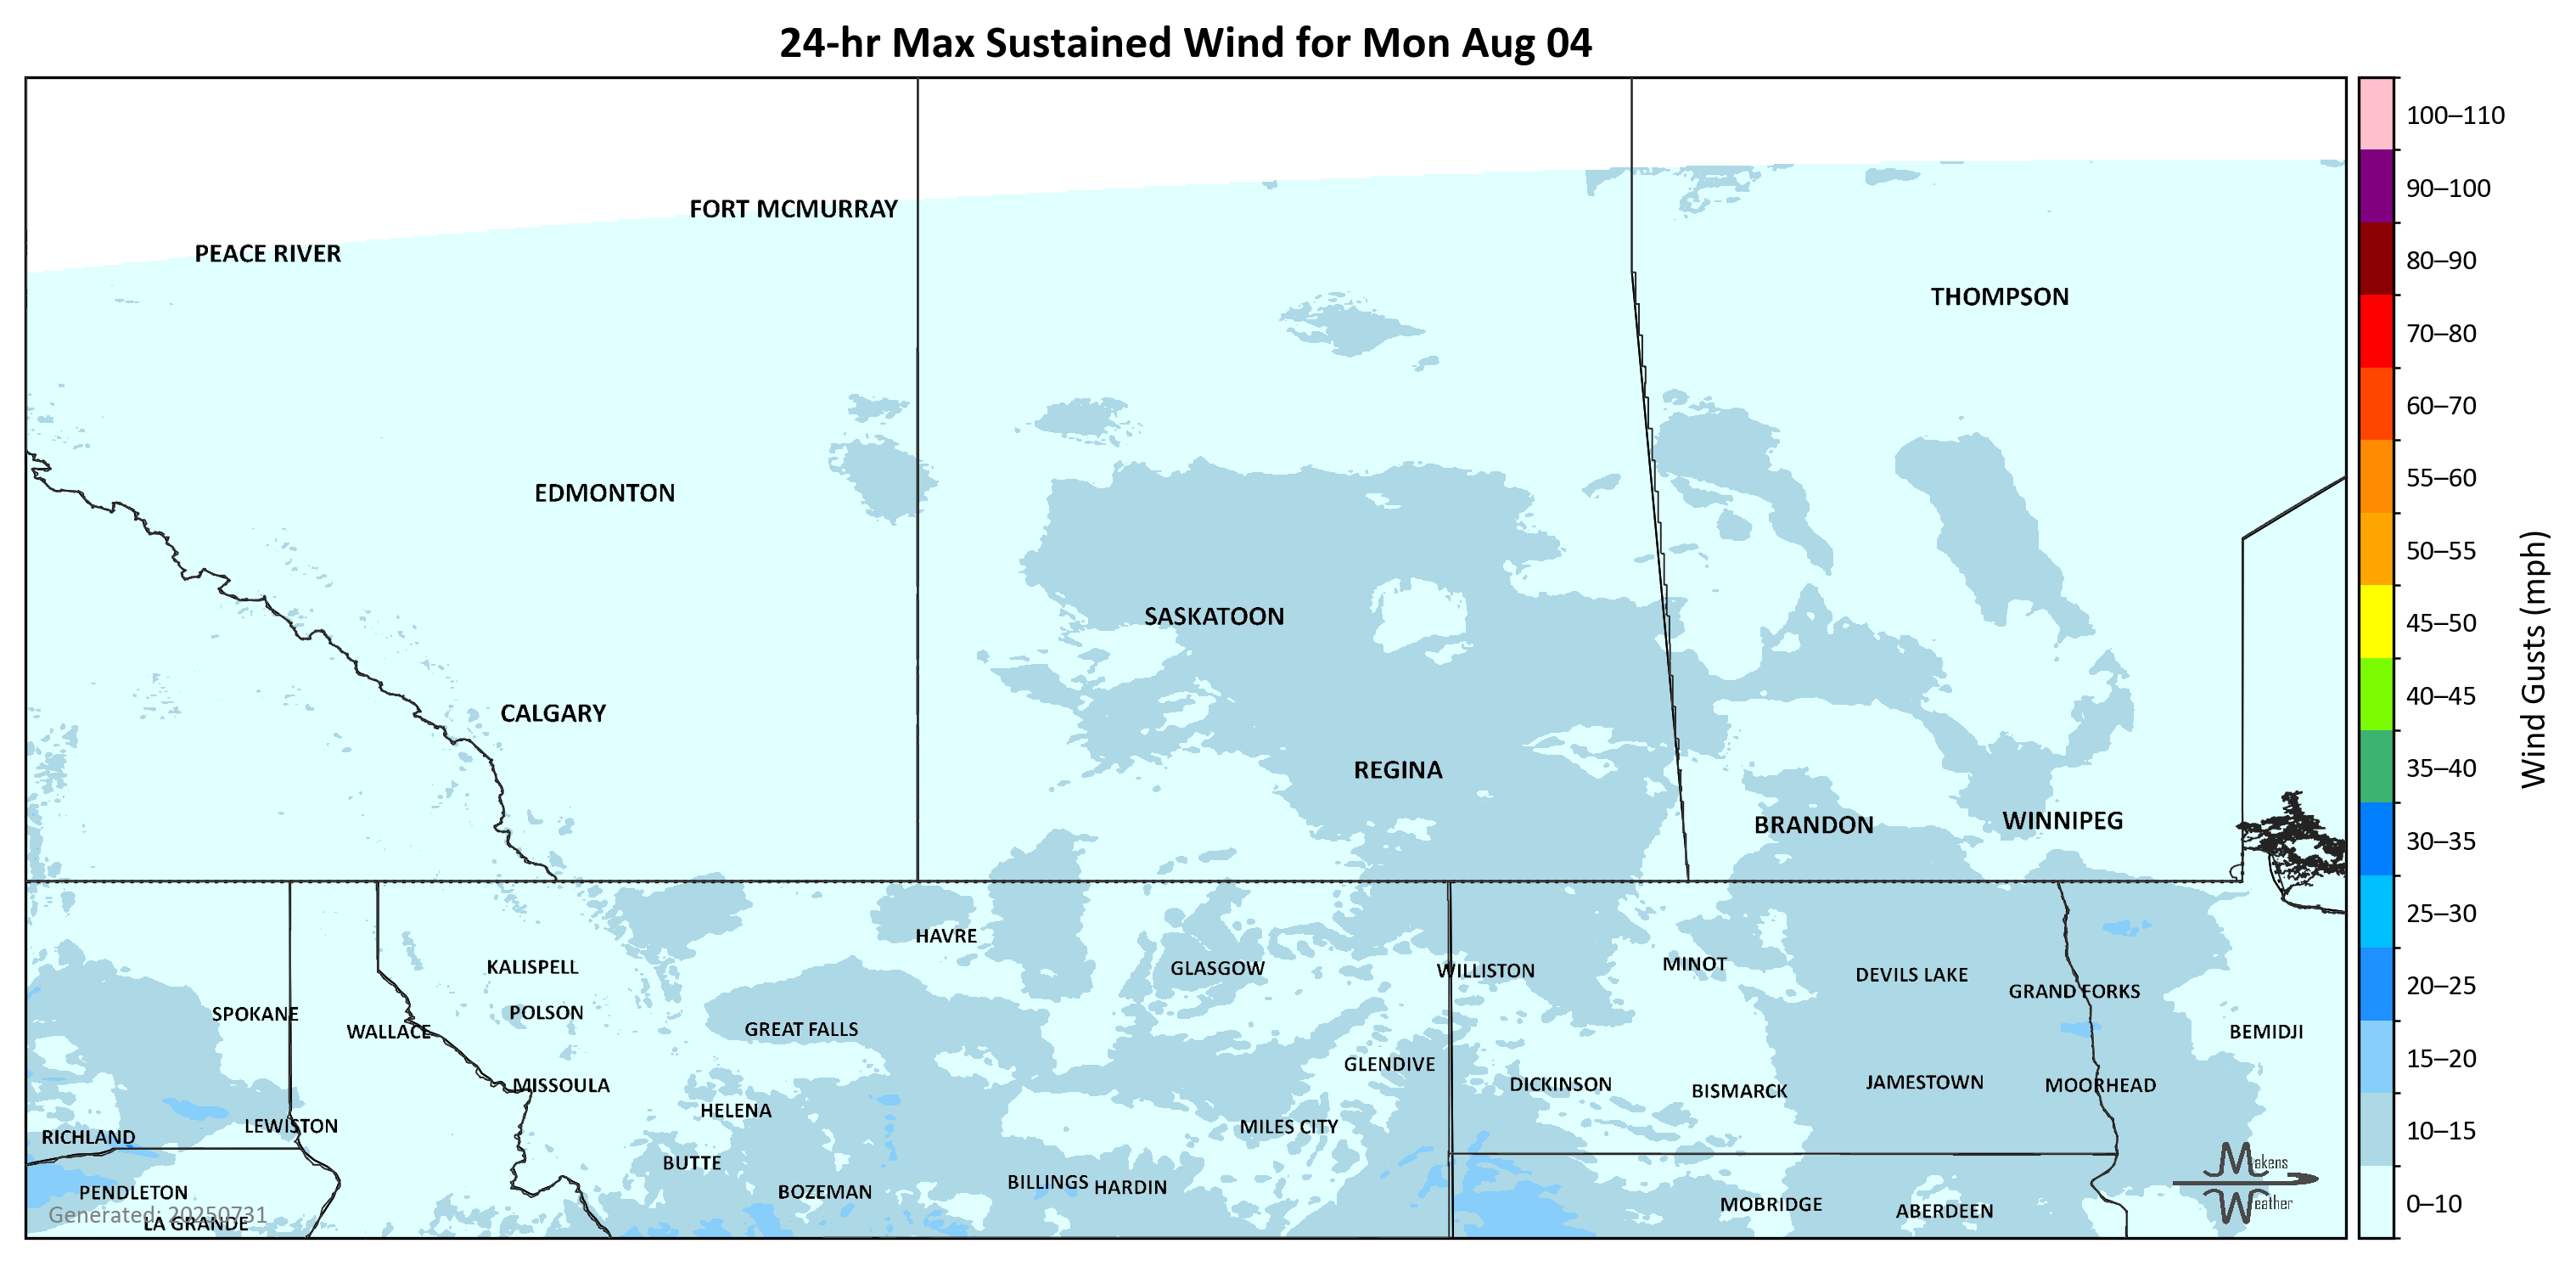 24-hr Max Sustained Wind for Mon Aug 04
100–110
90–100
FORT MCMURRAY
PEACE RIVER
80–90
THOMPSON
70–80
60–70
55–60
EDMONTON
50–55
SASKATOON
45–50
Wind Gusts (mph)
40–45
CALGARY
REGINA
35–40
BRANDON
WINNIPEG
30–35
25–30
HAVRE
KALISPELL
GLASGOW
WILLISTON
MINOT
DEVILS LAKE
20–25
GRAND FORKS
SPOKANE
POLSON
WALLACE
GREAT FALLS
BEMIDJI
15–20
GLENDIVE
MISSOULA
DICKINSON
BISMARCK
JAMESTOWN
MOORHEAD
HELENA
LEWISTON
MILES CITY
10–15
RICHLAND
BUTTE
Makens
PENDLETON
BOZEMAN
BILLINGS
HARDIN
MOBRIDGE
ABERDEEN
Weather
0–10
Generated: 20250731
LA GRANDE